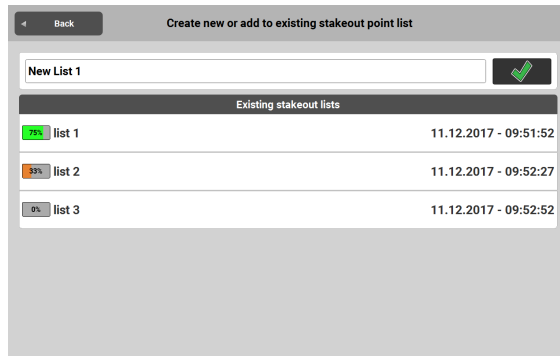 Back
Create new or add to existing stakeout point list
New List 1
Existing stakeout lists
75% list 1 11.12.2017 - 09:51:52
33% list 2 11.12.2017 - 09:52:27
0% list 3 11.12.2017 - 09:52:52